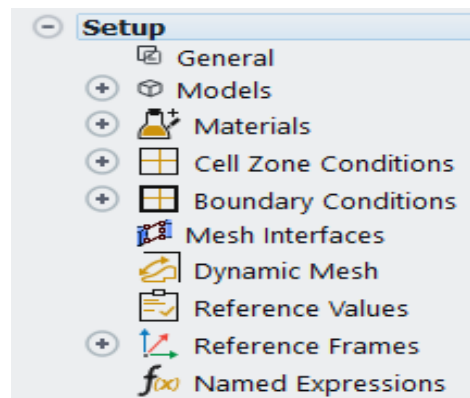 Setup
General
Models
Materials
Cell Zone Conditions
Boundary Conditions
Mesh Interfaces
Dynamic Mesh
Reference Values
Reference Frames
f(x) Named Expressions